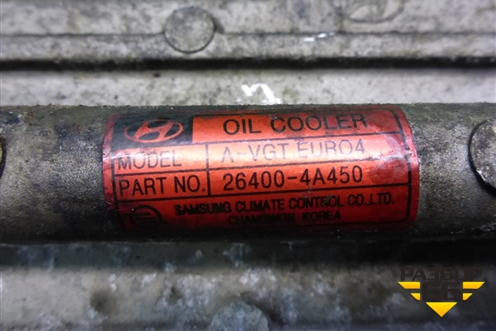 OIL COOLER
MODEL A-VGT EURO4
PART NO. 26400-4A450
SAMSUNG CLIMATE CONTROL CO.,LTD.
CHANGWON KOREA